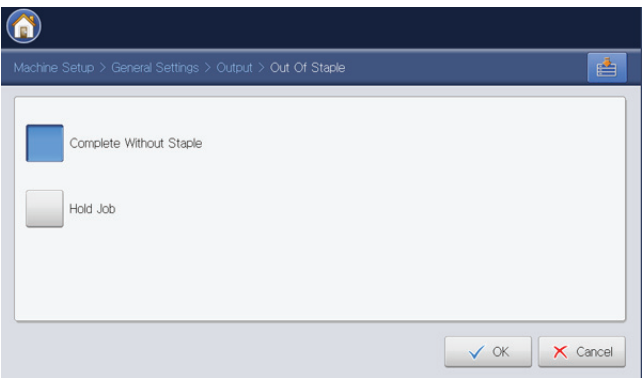 Machine Setup > General Settings > Output > Out Of Staple
Complete Without Staple
Hold Job
OK
Cancel